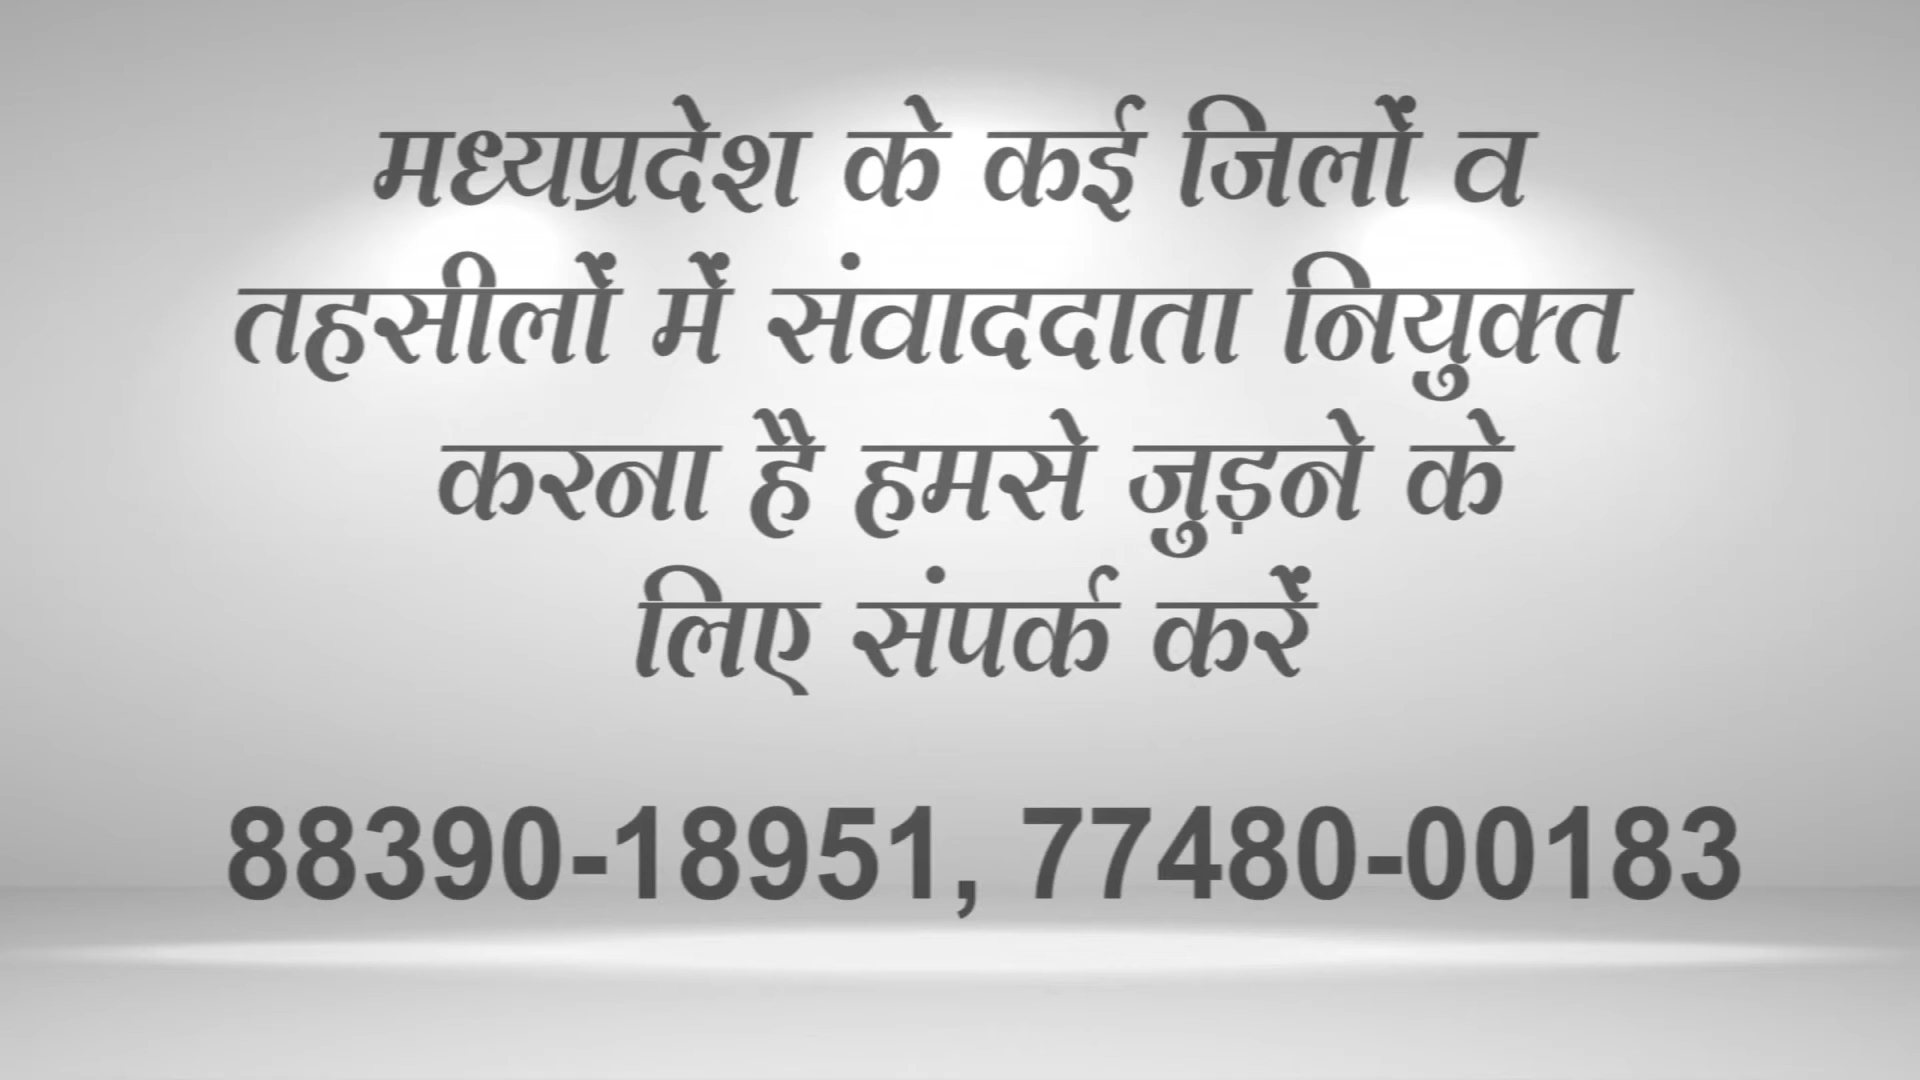 मध्यप्रदेश के कई जिलों व
तहसीलों में संवाददाता नियुक्त
करना है हमसे जुड़ने के
लिए संपर्क करें
88390-18951, 77480-00183